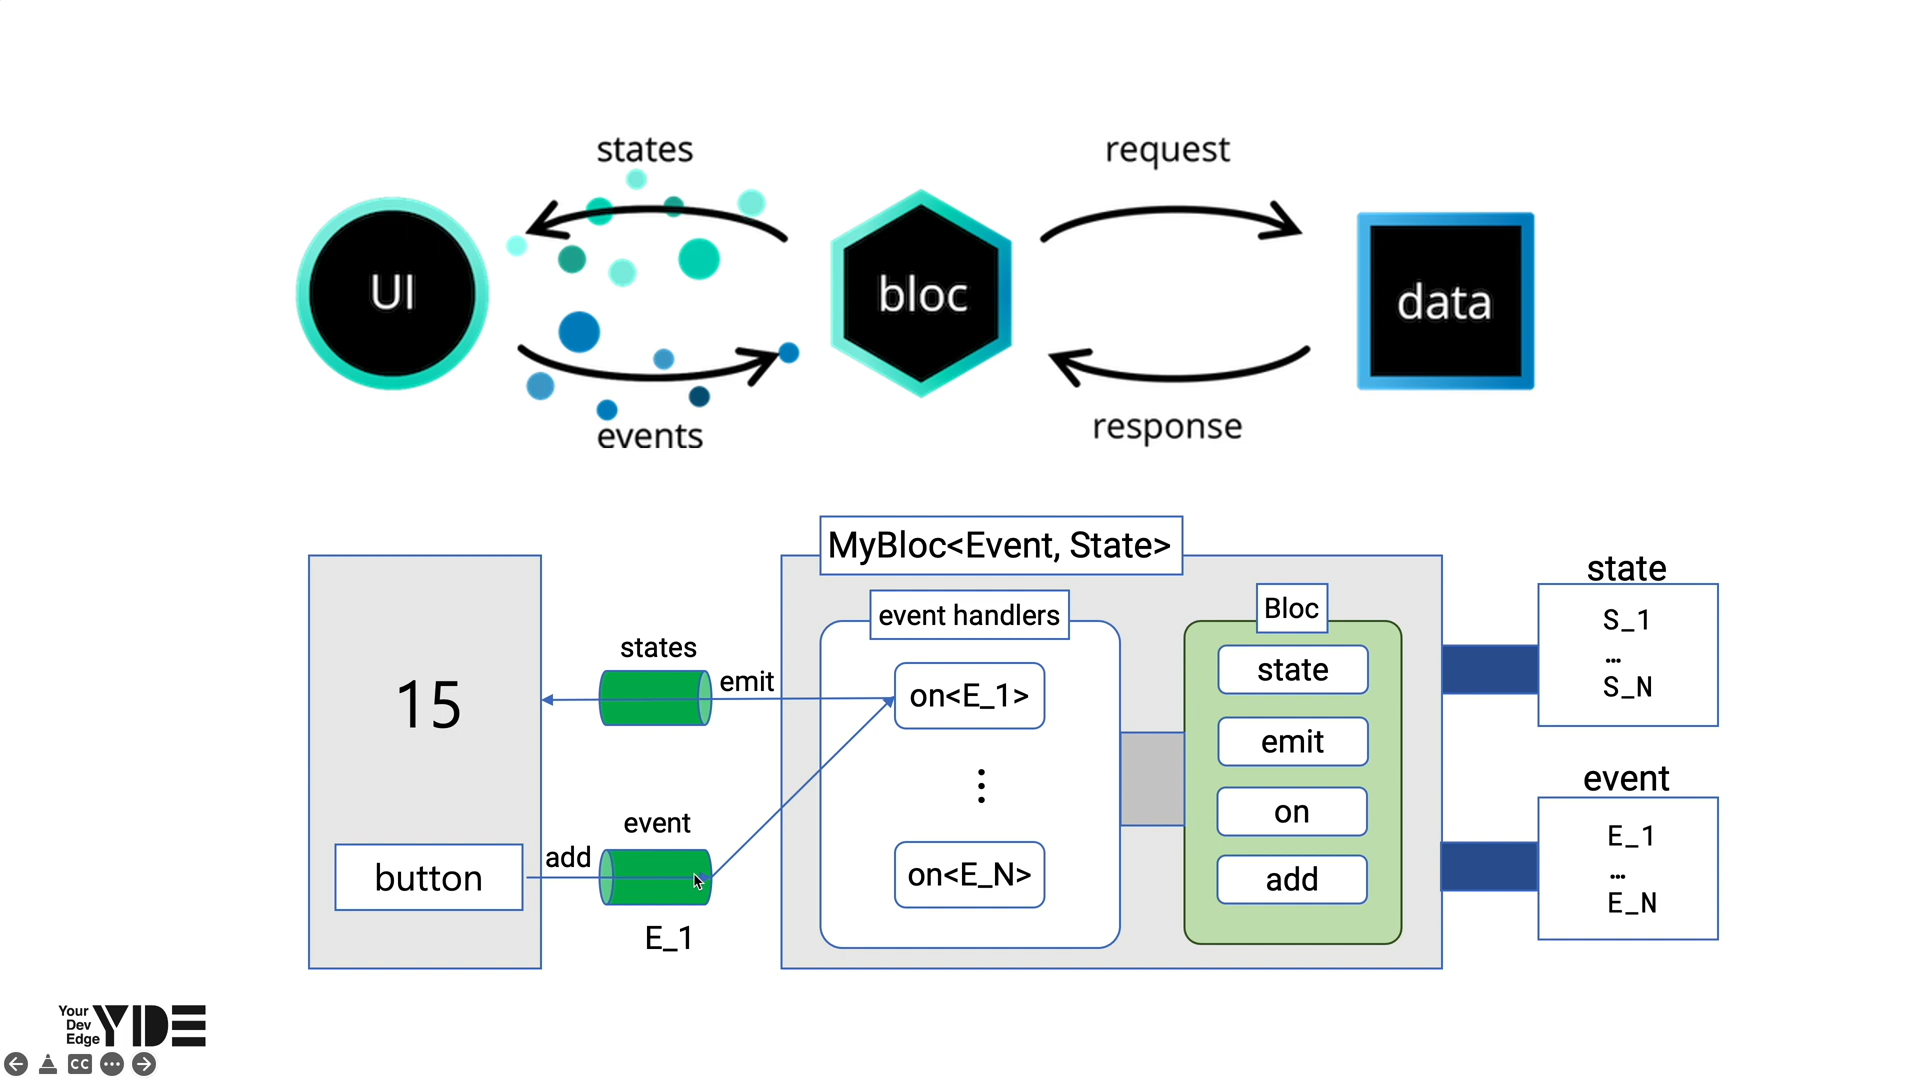 states
request
UI
bloc
data
events
response
MyBloc<Event, State>
state
event handlers
Bloc
S_1
...
S_N
states
emit
on<E_1>
state
15
emit
⋮
event
event
on
E_1
...
E_N
add
button
on<E_N>
add
E_1
Your
Dev
Edge
YDE
CC